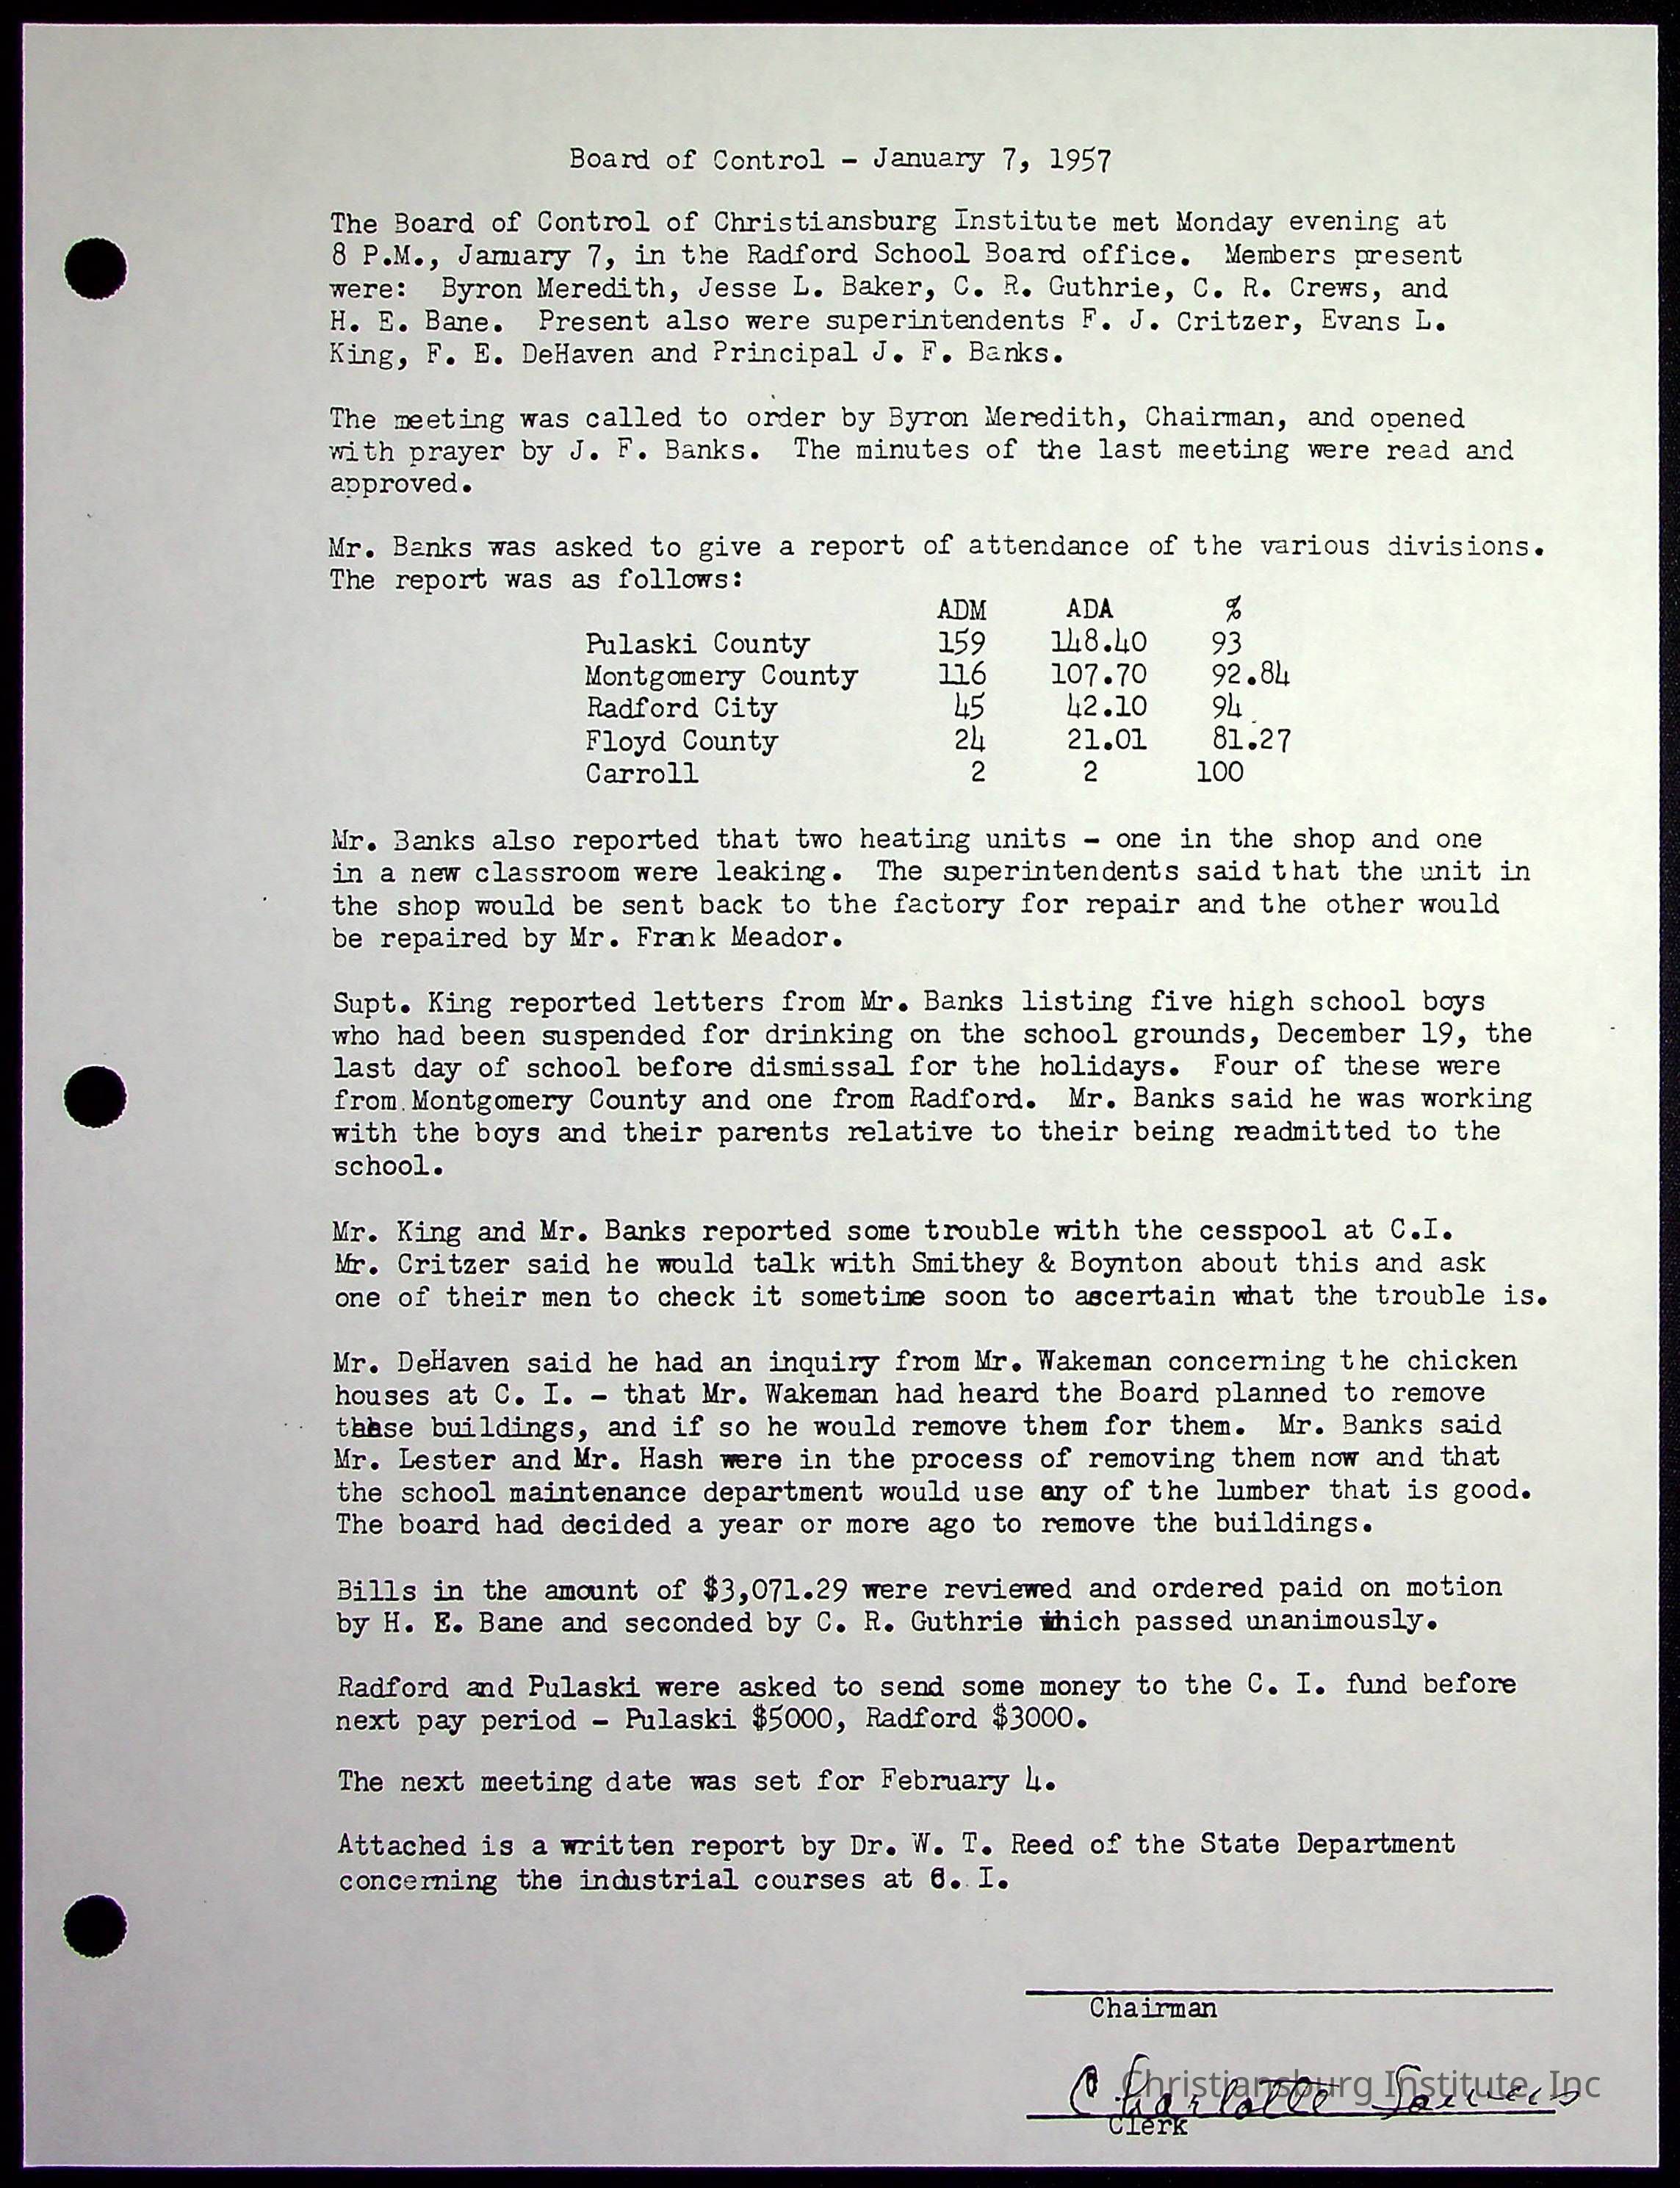 Board of Control - January 7, 1957
The Board of Control of Christiansburg Institute met Monday evening at
8 P.M., January 7, in the Radford School Board office. Members present
were: Byron Meredith, Jesse L. Baker, C. R. Guthrie, C. R. Crews, and
H. E. Bane. Present also were superintendents F. J. Critzer, Evans L.
King, F. E. DeHaven and Principal J. F. Banks.
The meeting was called to order by Byron Meredith, Chairman, and opened
with prayer by J. F. Banks. The minutes of the last meeting were read and
approved.
Mr. Banks was asked to give a report of attendance of the various divisions.
The report was as follows:
ADM ADA %
Pulaski County 159 148.40 93
Montgomery County 116 107.70 92.84
Radford City 45 42.10 94
Floyd County 24 21.01 81.27
Carroll 2 2 100
Mr. Banks also reported that two heating units - one in the shop and one
in a new classroom were leaking. The superintendents said that the unit in
the shop would be sent back to the factory for repair and the other would
be repaired by Mr. Frank Meador.
Supt. King reported letters from Mr. Banks listing five high school boys
who had been suspended for drinking on the school grounds, December 19, the
last day of school before dismissal for the holidays. Four of these were
from Montgomery County and one from Radford. Mr. Banks said he was working
with the boys and their parents relative to their being readmitted to the
school.
Mr. King and Mr. Banks reported some trouble with the cesspool at C.I.
Mr. Critzer said he would talk with Smithey & Boynton about this and ask
one of their men to check it sometime soon to ascertain what the trouble is.
Mr. DeHaven said he had an inquiry from Mr. Wakeman concerning the chicken
houses at C. I. - that Mr. Wakeman had heard the Board planned to remove
these buildings, and if so he would remove them for them. Mr. Banks said
Mr. Lester and Mr. Hash were in the process of removing them now and that
the school maintenance department would use any of the lumber that is good.
The board had decided a year or more ago to remove the buildings.
Bills in the amount of $3,071.29 were reviewed and ordered paid on motion
by H. E. Bane and seconded by C. R. Guthrie which passed unanimously.
Radford and Pulaski were asked to send some money to the C. I. fund before
next pay period - Pulaski $5000, Radford $3000.
The next meeting date was set for February 4.
Attached is a written report by Dr. W. T. Reed of the State Department
concerning the industrial courses at C. I.
Chairman
Christiansburg Institute, Inc
Charlotte
Clerk